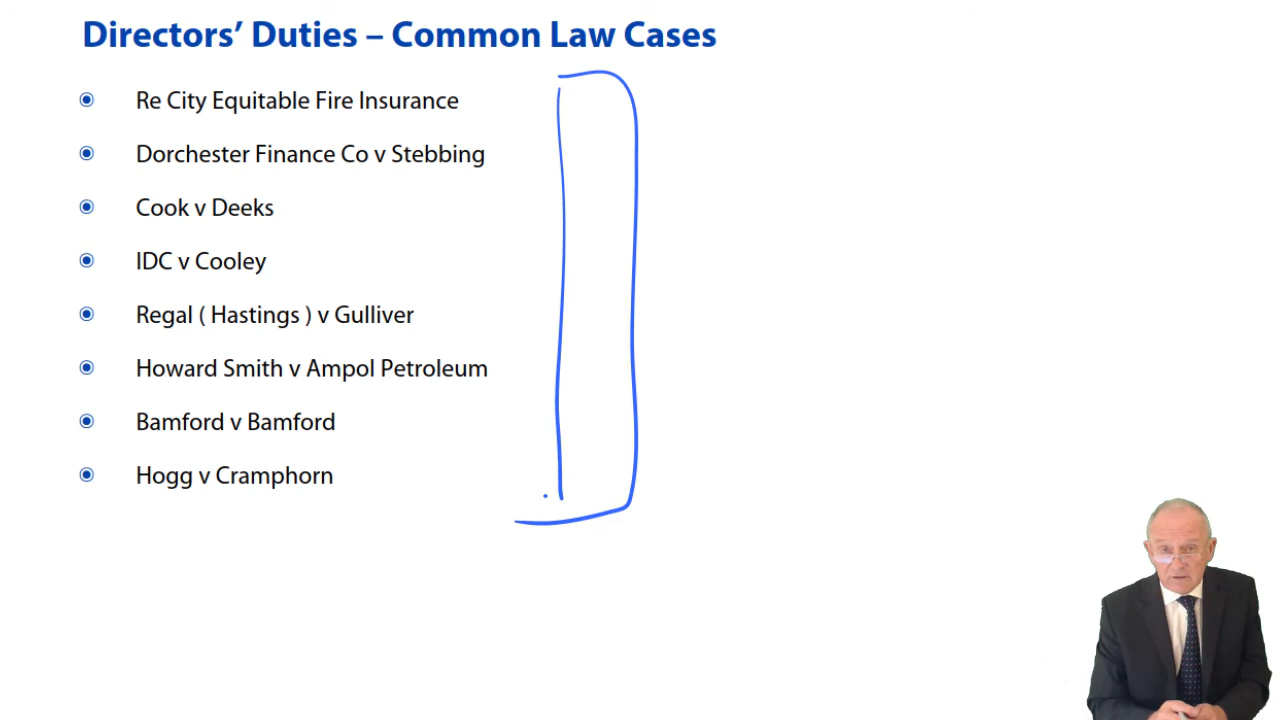 Directors’ Duties – Common Law Cases
Re City Equitable Fire Insurance
Dorchester Finance Co v Stebbing
Cook v Deeks
IDC v Cooley
Regal ( Hastings ) v Gulliver
Howard Smith v Ampol Petroleum
Bamford v Bamford
Hogg v Cramphorn